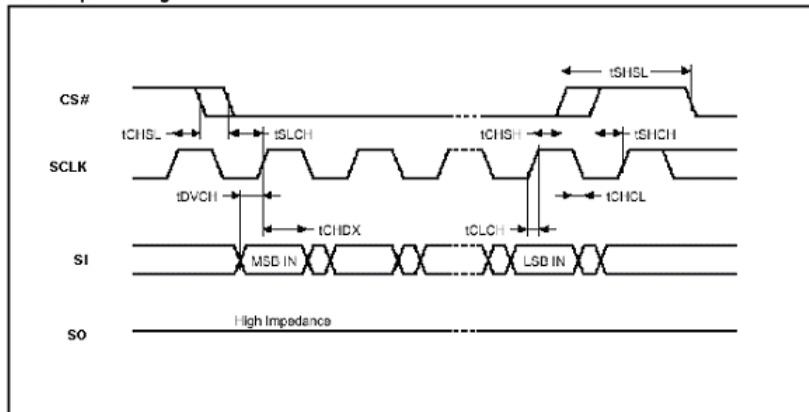 tSHSL
CS#
tCHSL tSLCH tCHSH tSHCH
SCLK
tDVCH tCHCL
tCHDX tCLCH
SI MSB IN LSB IN
High Impedance
SO